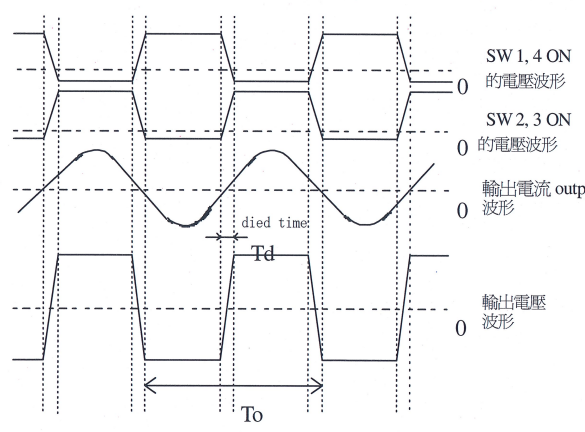 SW 1, 4 ON
的電壓波形
0
SW 2, 3 ON
的電壓波形
0
輸出電流 outp
波形
0
died time
Td
輸出電壓
波形
0
To